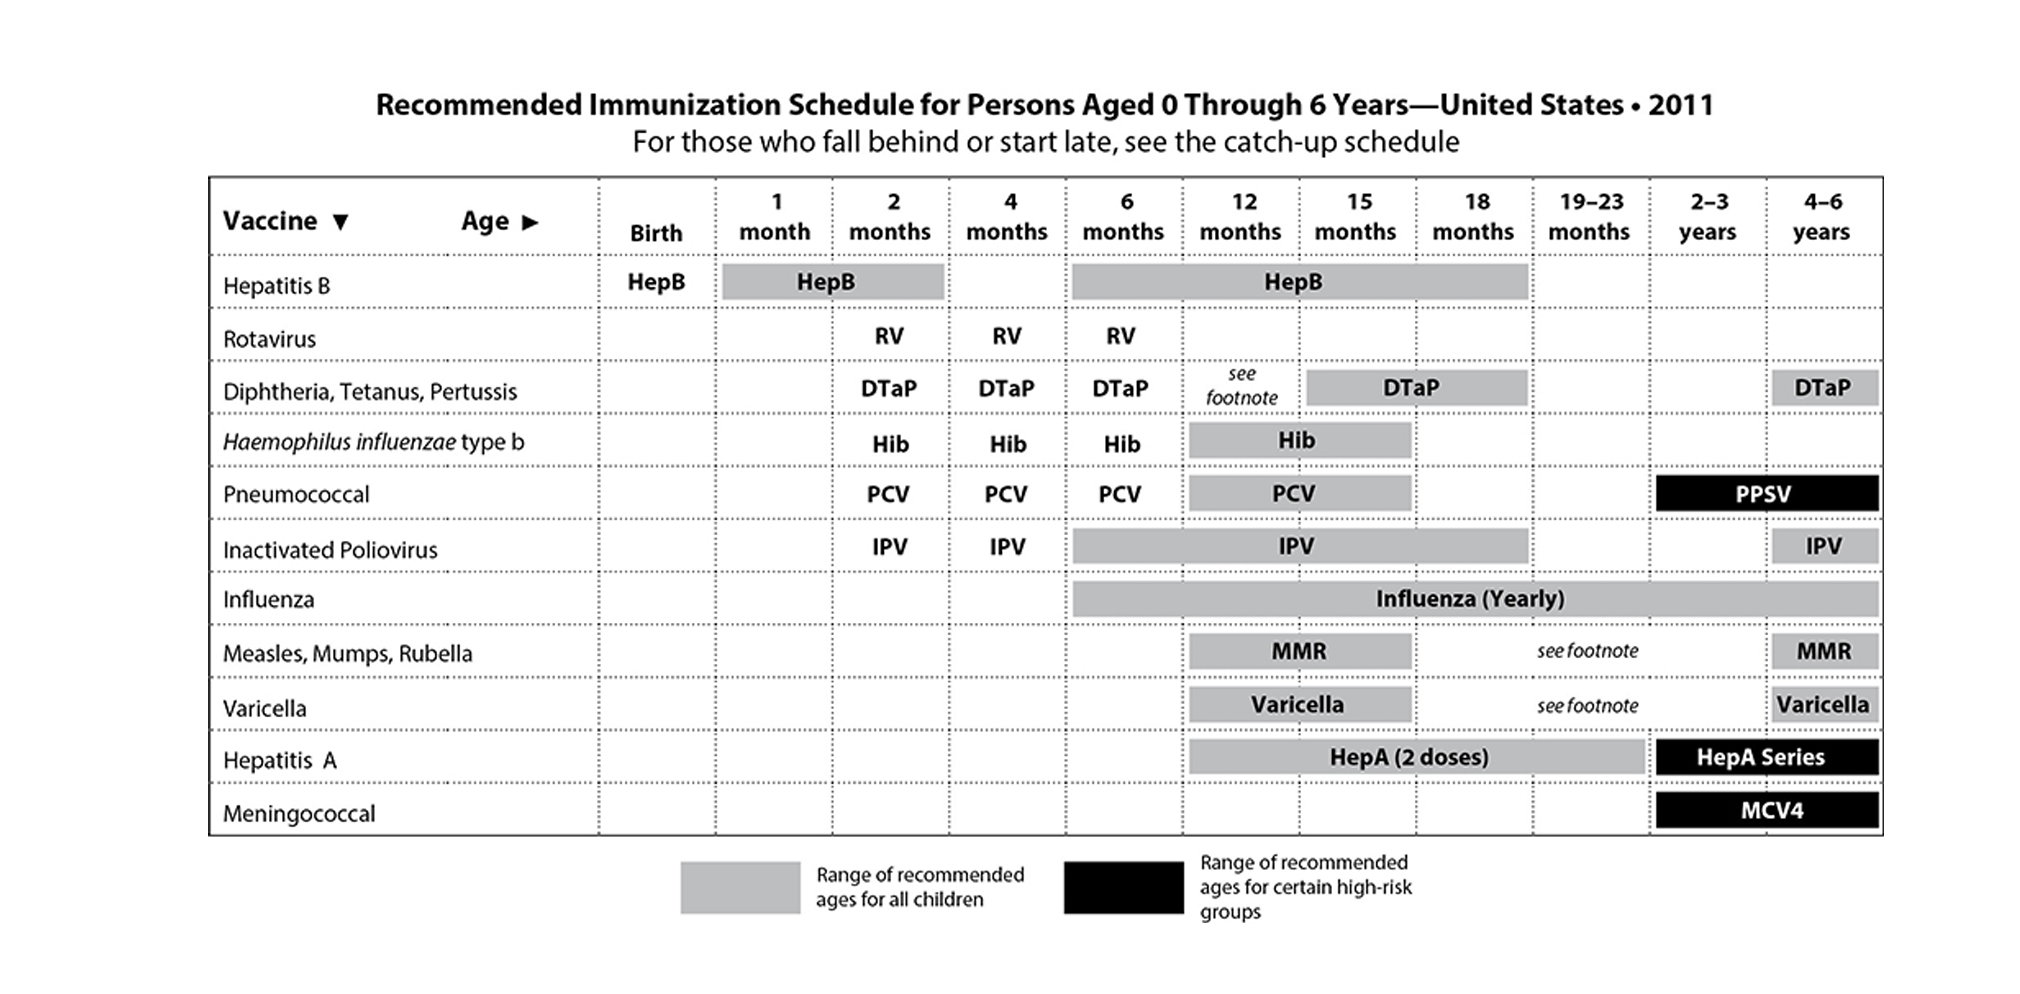 Recommended Immunization Schedule for Persons Aged 0 Through 6 Years—United States • 2011
For those who fall behind or start late, see the catch-up schedule
Vaccine ▼ Age ►
Birth
1 month
2 months
4 months
6 months
12 months
15 months
18 months
19–23 months
2–3 years
4–6 years
Hepatitis B HepB HepB HepB
Rotavirus RV RV RV
Diphtheria, Tetanus, Pertussis DTaP DTaP DTaP see footnote DTaP DTaP
Haemophilus influenzae type b Hib Hib Hib Hib
Pneumococcal PCV PCV PCV PCV PPSV
Inactivated Poliovirus IPV IPV IPV IPV
Influenza Influenza (Yearly)
Measles, Mumps, Rubella MMR see footnote MMR
Varicella Varicella see footnote Varicella
Hepatitis A HepA (2 doses) HepA Series
Meningococcal MCV4
Range of recommended
ages for all children
Range of recommended
ages for certain high-risk
groups